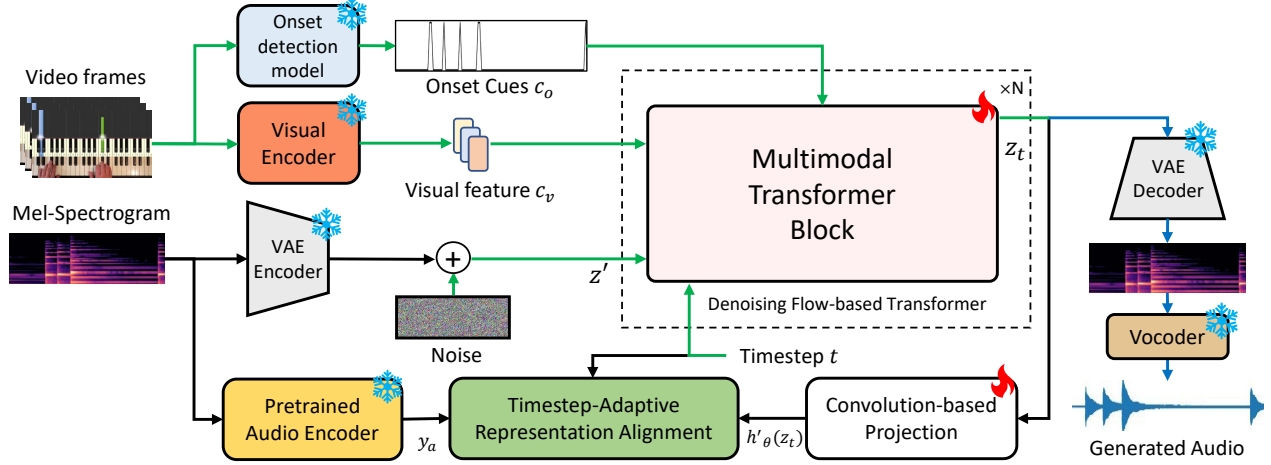 Video frames
Onset
detection
model
Onset Cues c_o
Visual
Encoder
Visual feature c_v
Mel-Spectrogram
VAE
Encoder
+
Noise
z′
×N
Multimodal
Transformer
Block
z_t
Denoising Flow-based Transformer
Timestep t
Pretrained
Audio Encoder
y_a
Timestep-Adaptive
Representation Alignment
h′_θ(z_t)
Convolution-based
Projection
VAE
Decoder
Vocoder
Generated Audio